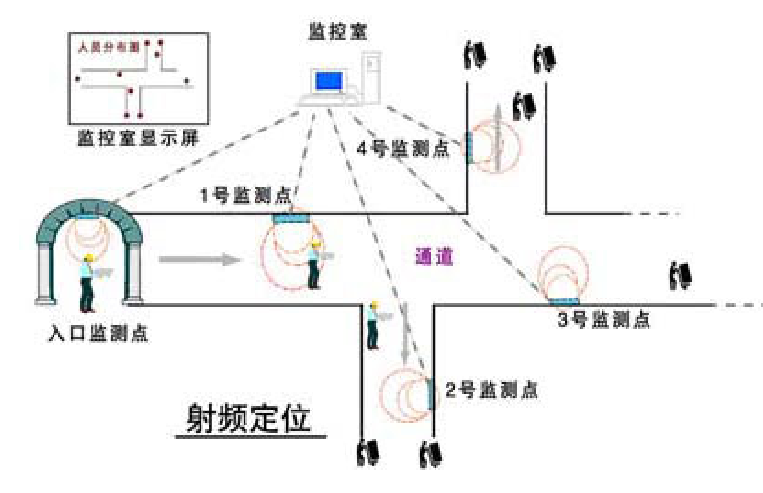 监控室
人员分布图
监控室显示屏
4号监测点
1号监测点
通道
3号监测点
入口监测点
2号监测点
射频定位